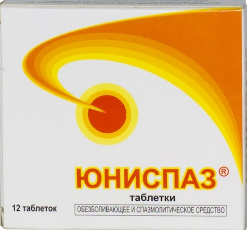 ЮНИСПАЗ®
таблетки
12 таблеток
ОБЕЗБОЛИВАЮЩЕЕ И СПАЗМОЛИТИЧЕСКОЕ СРЕДСТВО